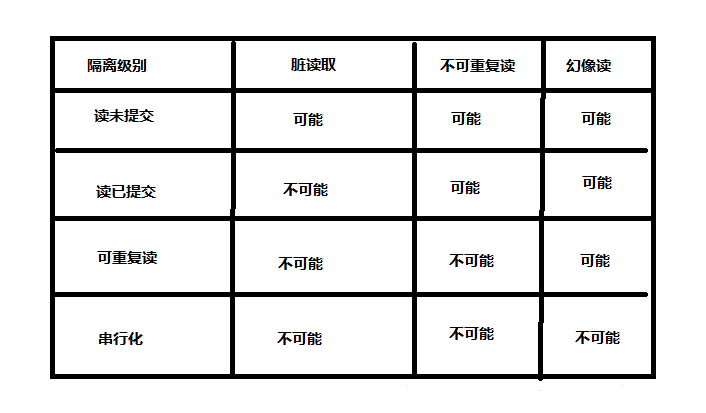 隔离级别 脏读取 不可重复读 幻像读
读未提交 可能 可能 可能
读已提交 不可能 可能 可能
可重复读 不可能 不可能 可能
串行化 不可能 不可能 不可能